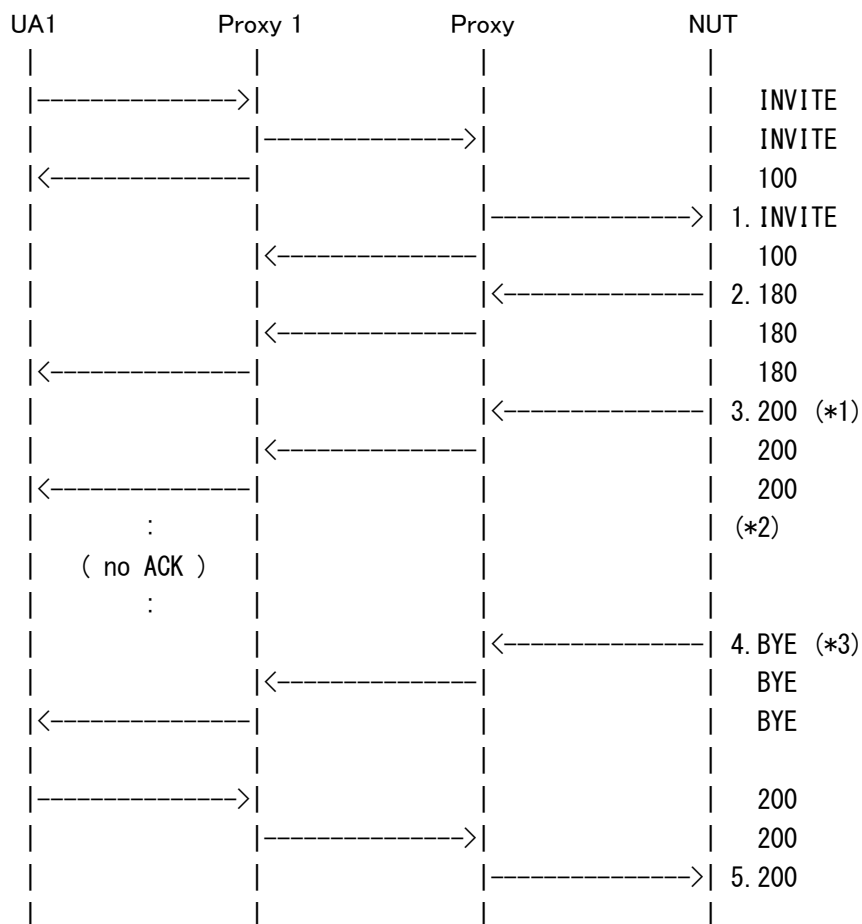 UA1 Proxy 1 Proxy NUT
INVITE
INVITE
100
1. INVITE
100
2. 180
180
180
3. 200 (*1)
200
200
: (*2)
( no ACK )
:
4. BYE (*3)
BYE
BYE
200
200
5. 200